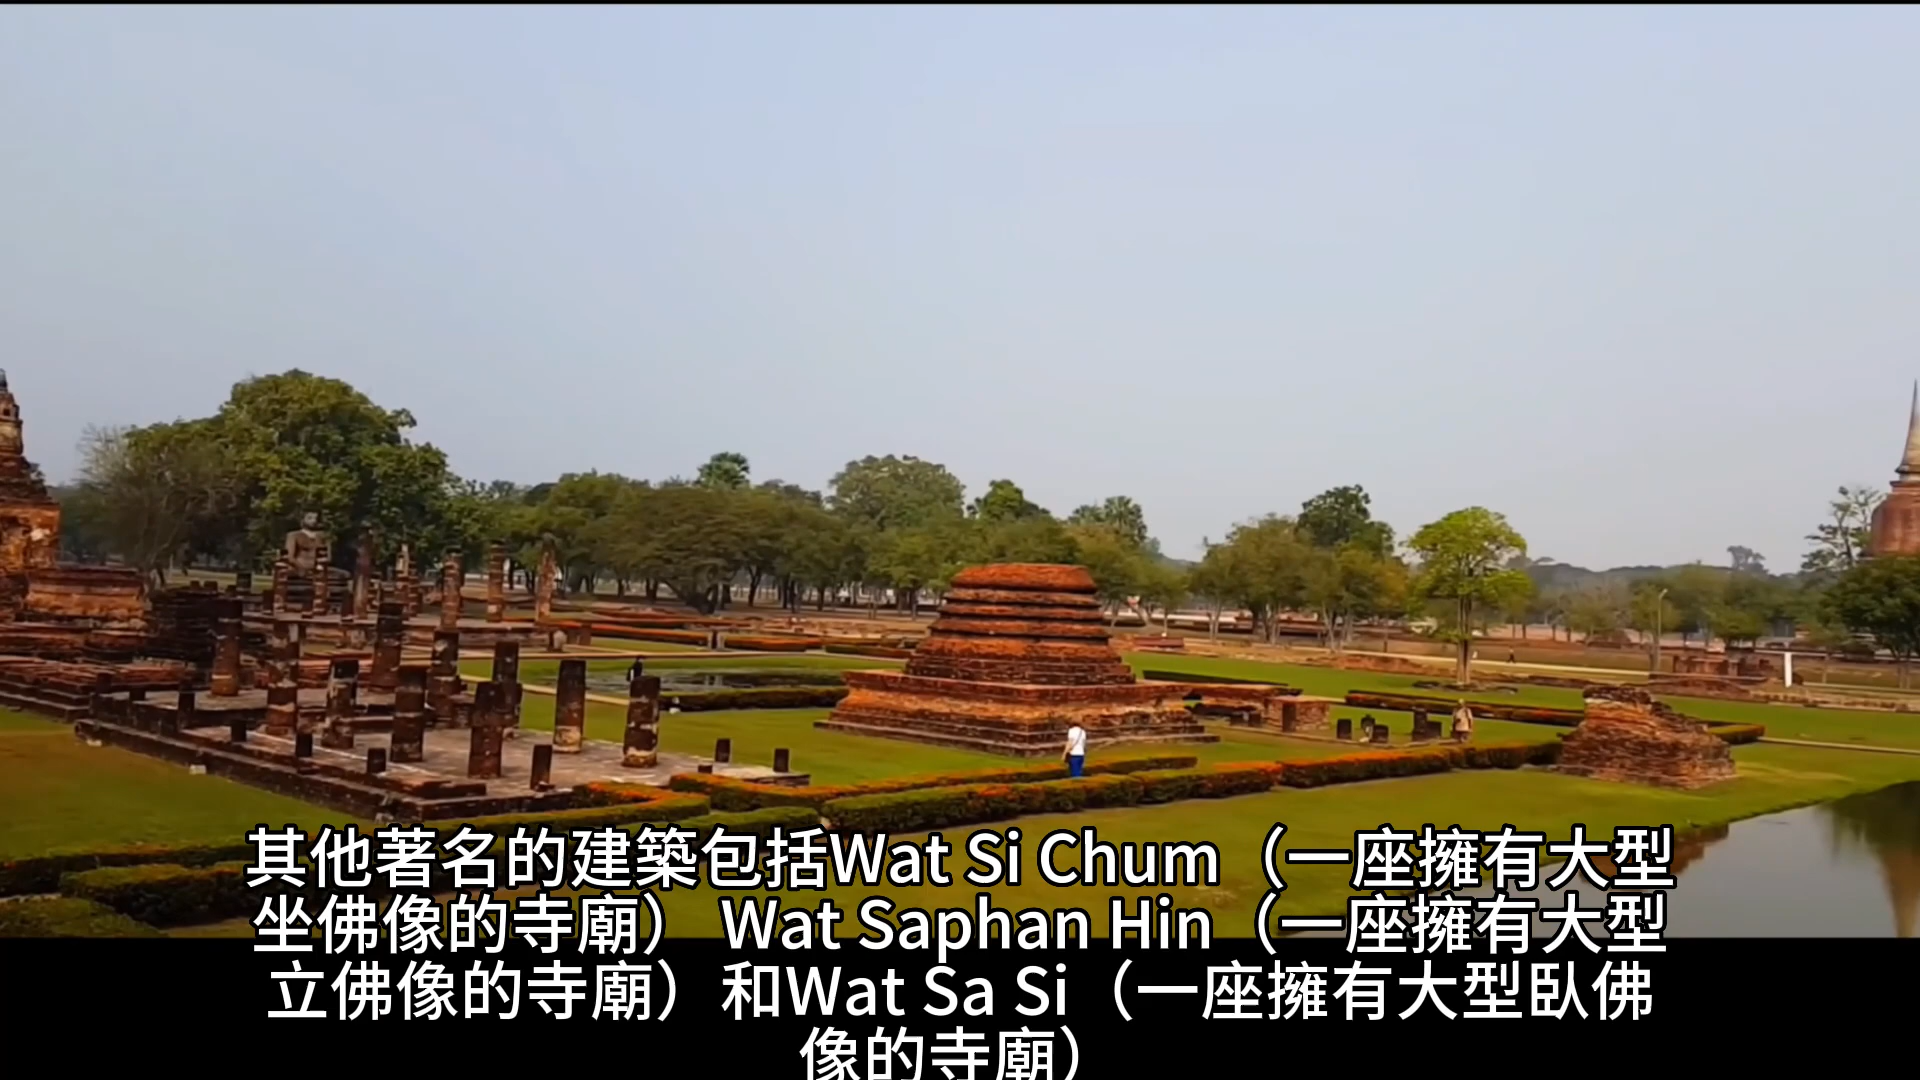 其他著名的建築包括Wat Si Chum（一座擁有大型
坐佛像的寺廟） Wat Saphan Hin（一座擁有大型
立佛像的寺廟）和Wat Sa Si（一座擁有大型臥佛
像的寺廟）